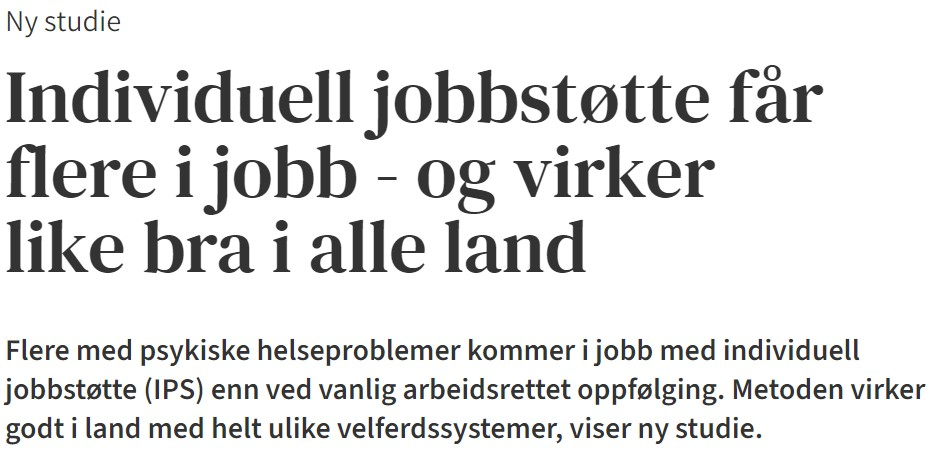 Ny studie
Individuell jobbstøtte får
flere i jobb - og virker
like bra i alle land
Flere med psykiske helseproblemer kommer i jobb med individuell
jobbstøtte (IPS) enn ved vanlig arbeidsrettet oppfølging. Metoden virker
godt i land med helt ulike velferdssystemer, viser ny studie.